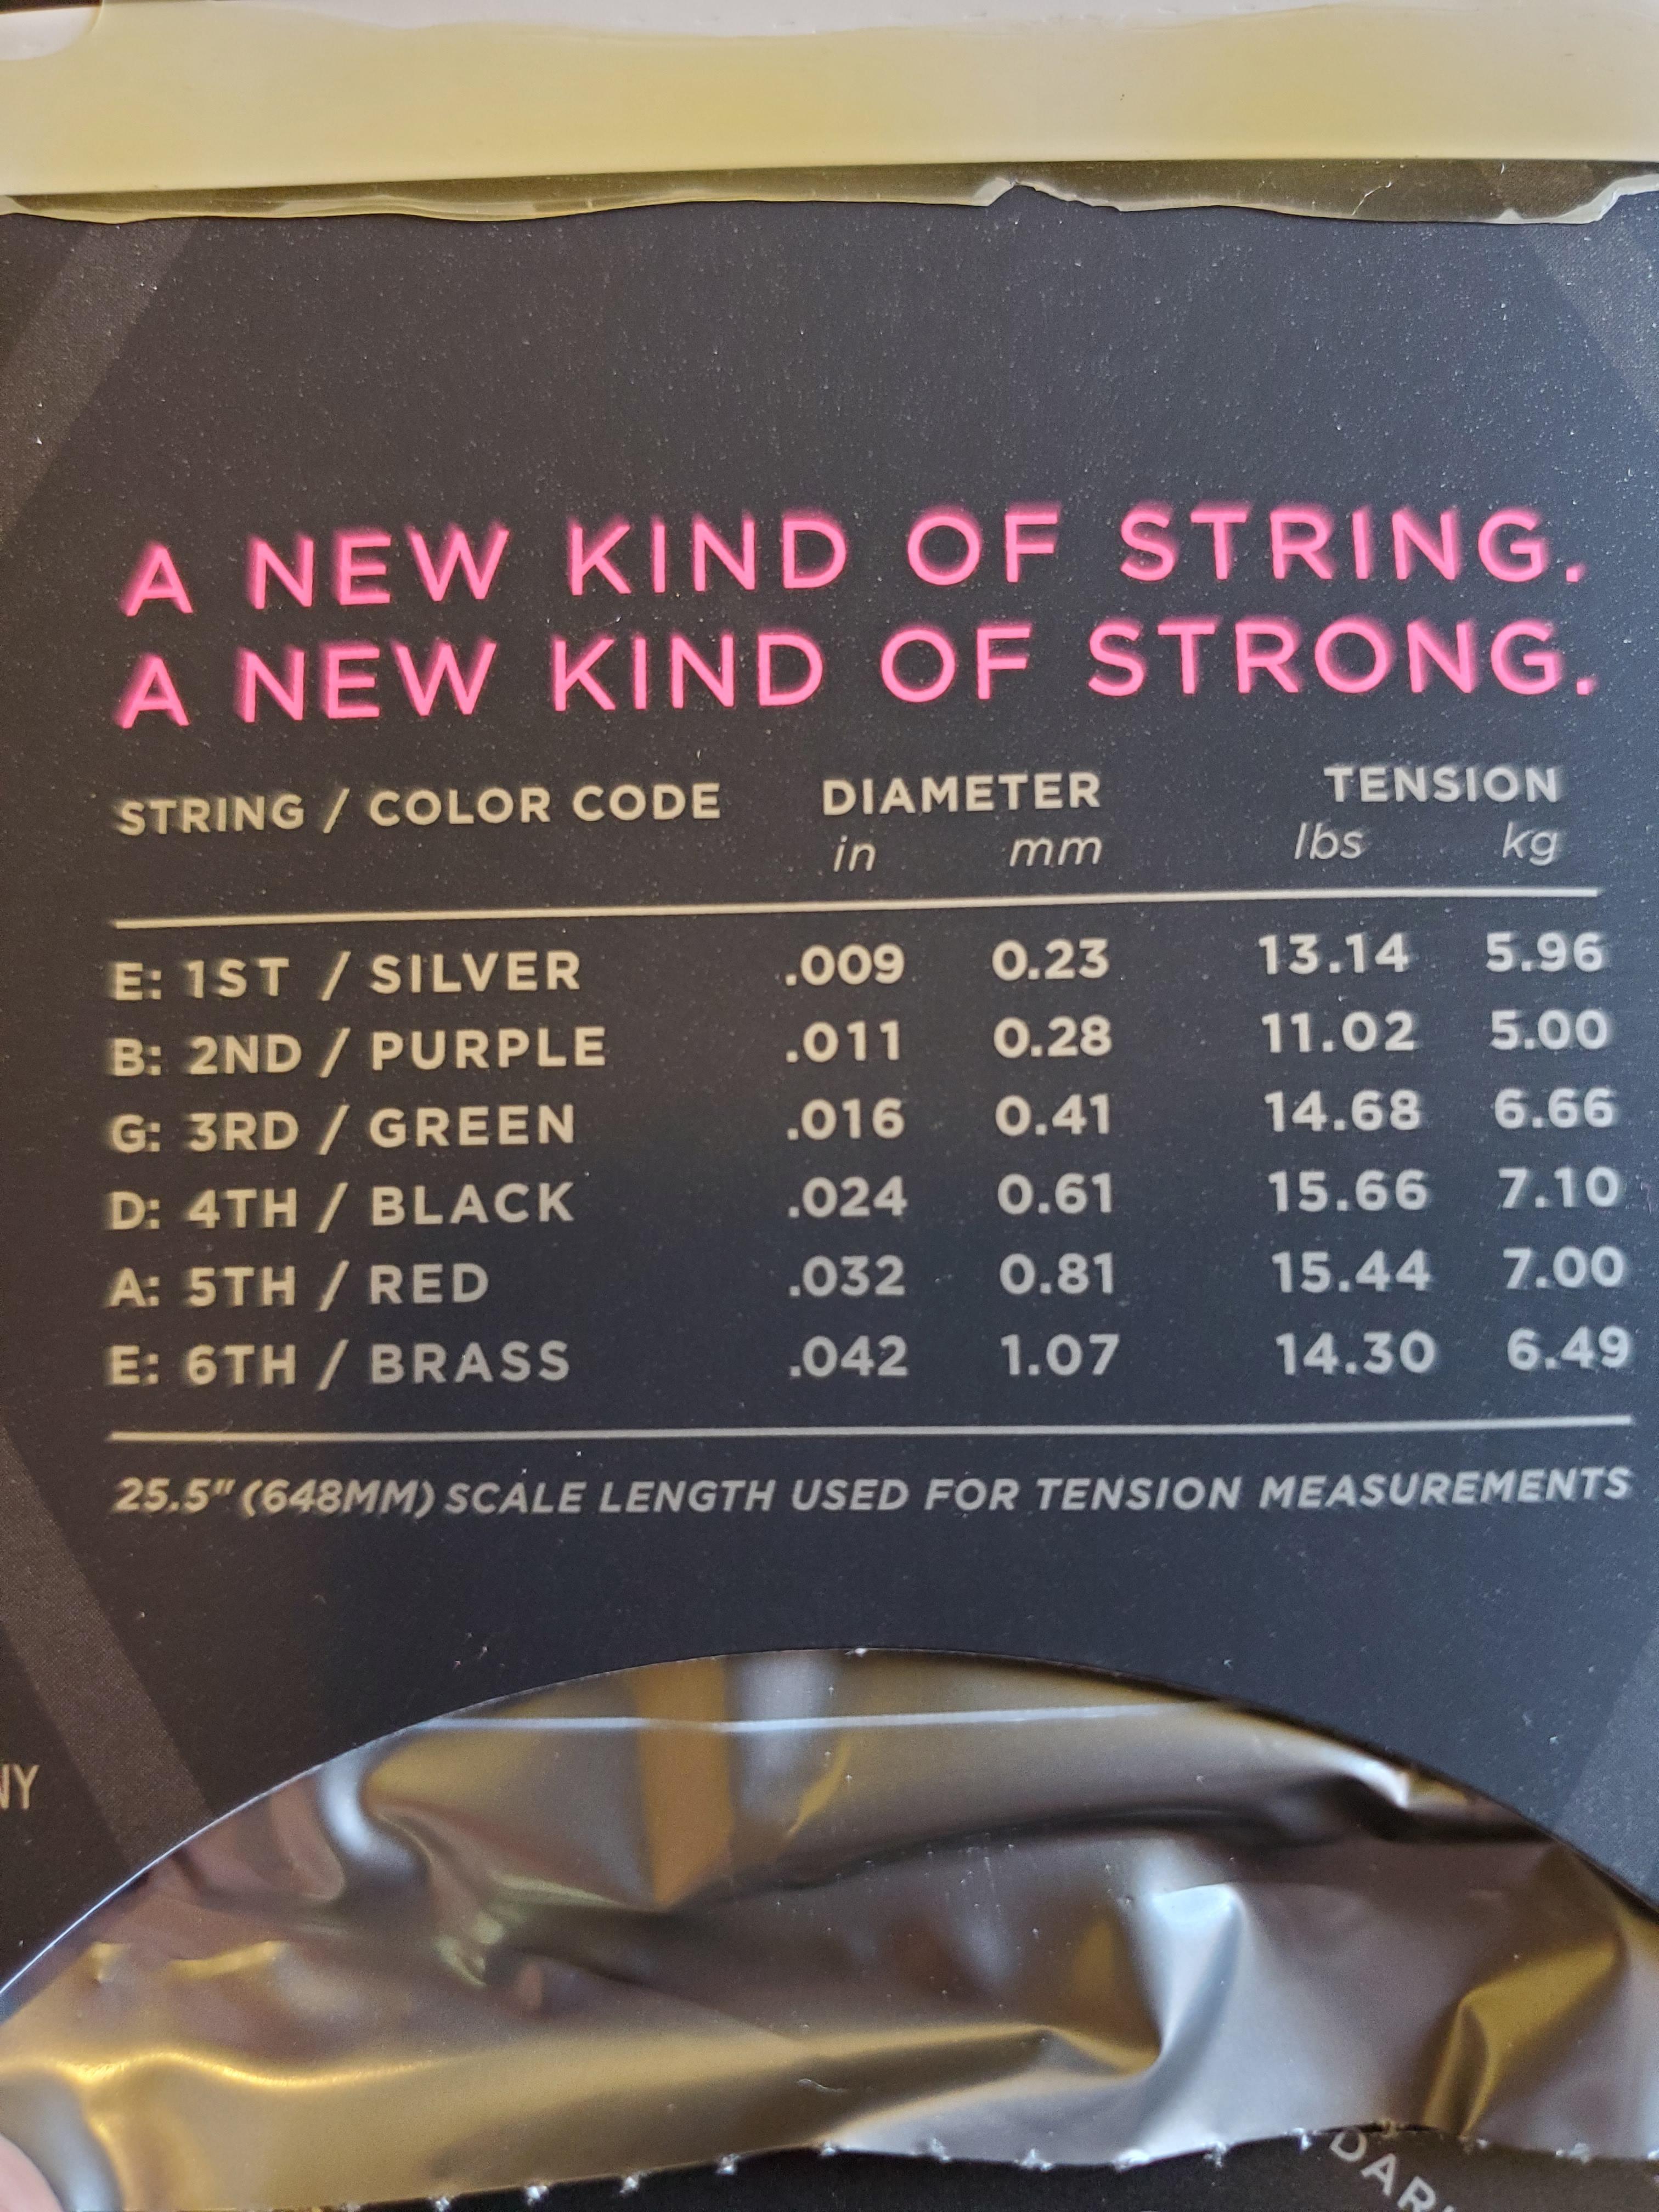 A NEW KIND OF STRING.
A NEW KIND OF STRONG.
STRING / COLOR CODE DIAMETER TENSION
in mm lbs kg
E: 1ST / SILVER .009 0.23 13.14 5.96
B: 2ND / PURPLE .011 0.28 11.02 5.00
G: 3RD / GREEN .016 0.41 14.68 6.66
D: 4TH / BLACK .024 0.61 15.66 7.10
A: 5TH / RED .032 0.81 15.44 7.00
E: 6TH / BRASS .042 1.07 14.30 6.49
25.5" (648MM) SCALE LENGTH USED FOR TENSION MEASUREMENTS